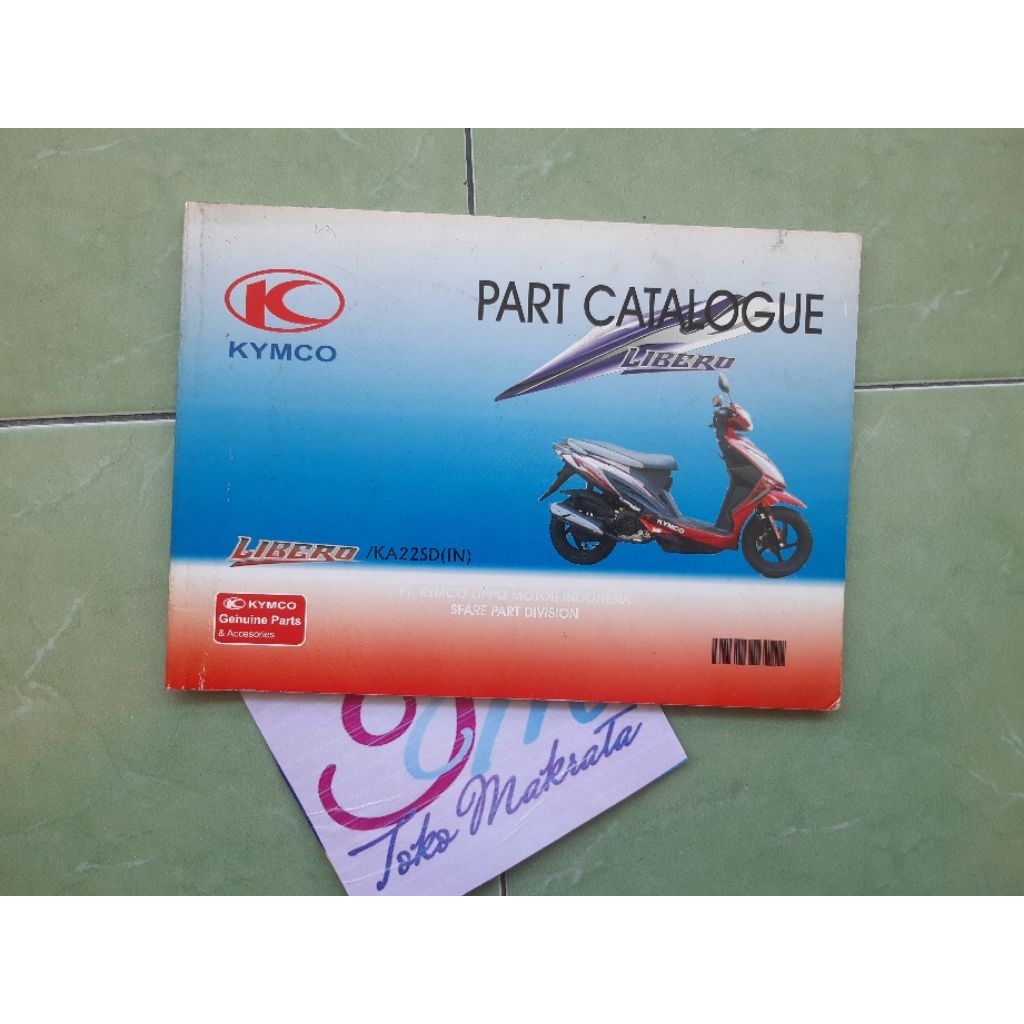 KYMCO
PART CATALOGUE
LIBERO
KYMCO
LIBERO /KA22SD(IN)
PT. KYMCO ZIPPO MOTOR INDONESIA
SPARE PART DIVISION
KYMCO
Genuine Parts
& Accesories
Toko Makrata